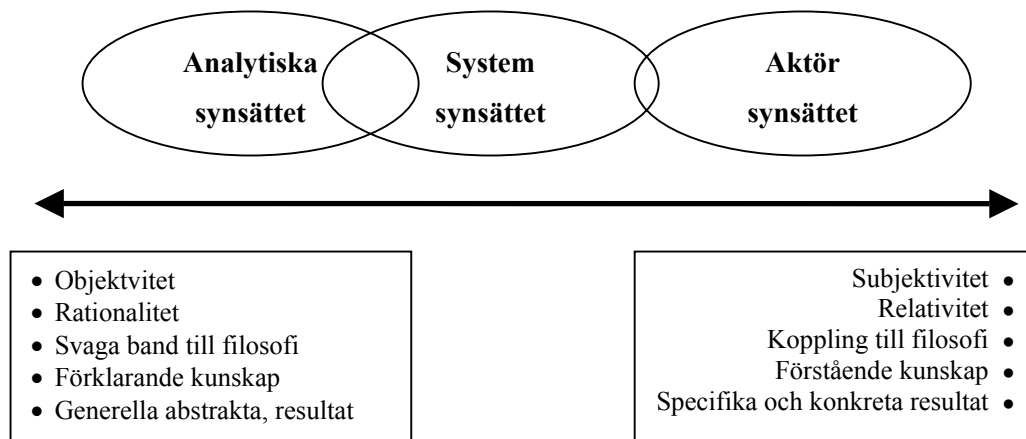 Analytiska
synsättet
System
synsättet
Aktör
synsättet
• Objektvitet
• Rationalitet
• Svaga band till filosofi
• Förklarande kunskap
• Generella abstrakta, resultat
Subjektivitet •
Relativitet •
Koppling till filosofi •
Förstående kunskap •
Specifika och konkreta resultat •